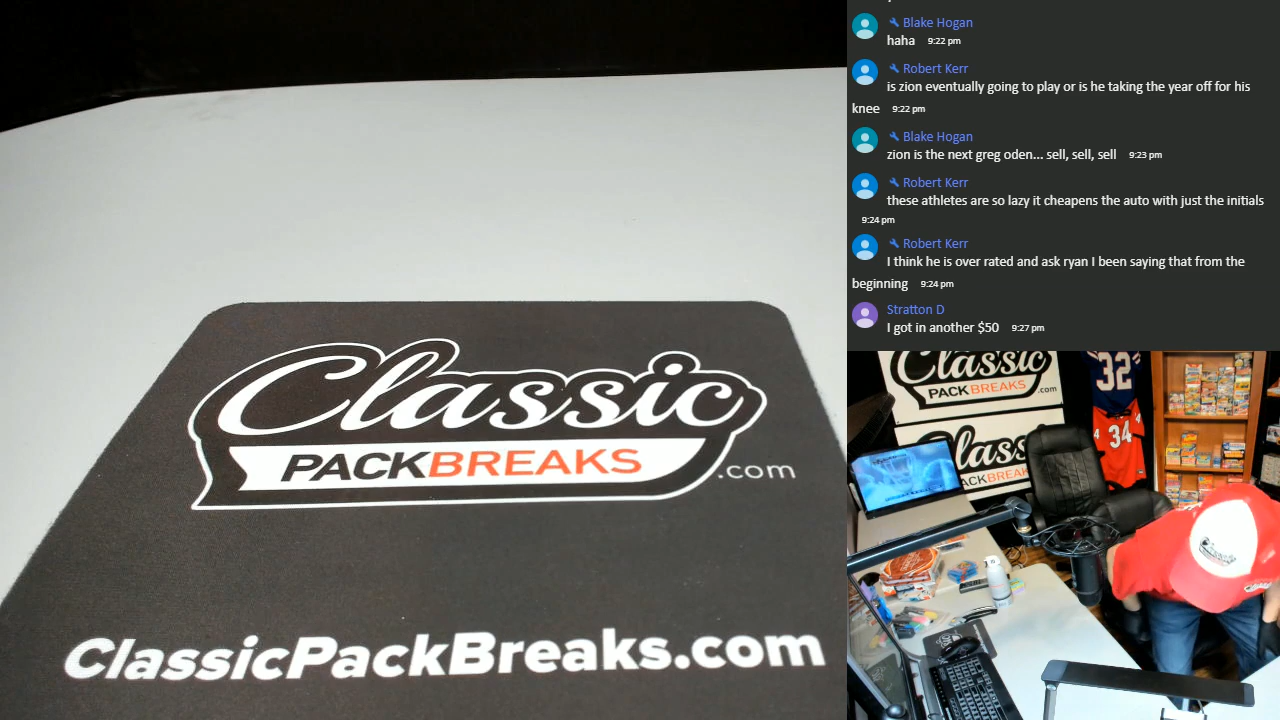 Classic
PACKBREAKS
.com
ClassicPackBreaks.com
Blake Hogan
haha 9:22 pm
Robert Kerr
is zion eventually going to play or is he taking the year off for his
knee 9:22 pm
Blake Hogan
zion is the next greg oden... sell, sell, sell 9:23 pm
Robert Kerr
these athletes are so lazy it cheapens the auto with just the initials
9:24 pm
Robert Kerr
I think he is over rated and ask ryan I been saying that from the
beginning 9:24 pm
Stratton D
I got in another $50 9:27 pm
Classic
PACKBREAKS
.com
32
4 34
Classic